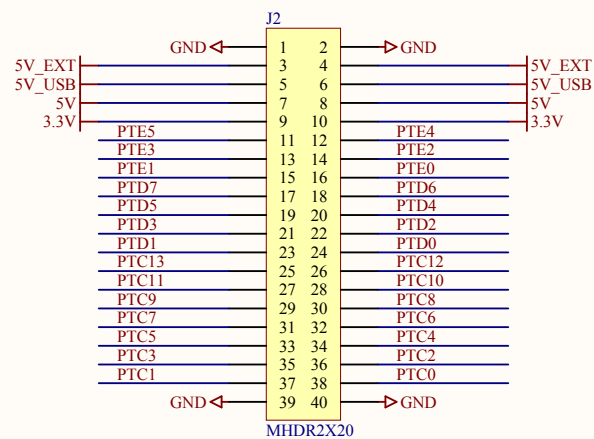 J2
GND 1 2 GND
5V_EXT 3 4 5V_EXT
5V_USB 5 6 5V_USB
5V 7 8 5V
3.3V 9 10 3.3V
PTE5 11 12 PTE4
PTE3 13 14 PTE2
PTE1 15 16 PTE0
PTD7 17 18 PTD6
PTD5 19 20 PTD4
PTD3 21 22 PTD2
PTD1 23 24 PTD0
PTC13 25 26 PTC12
PTC11 27 28 PTC10
PTC9 29 30 PTC8
PTC7 31 32 PTC6
PTC5 33 34 PTC4
PTC3 35 36 PTC2
PTC1 37 38 PTC0
GND 39 40 GND
MHDR2X20